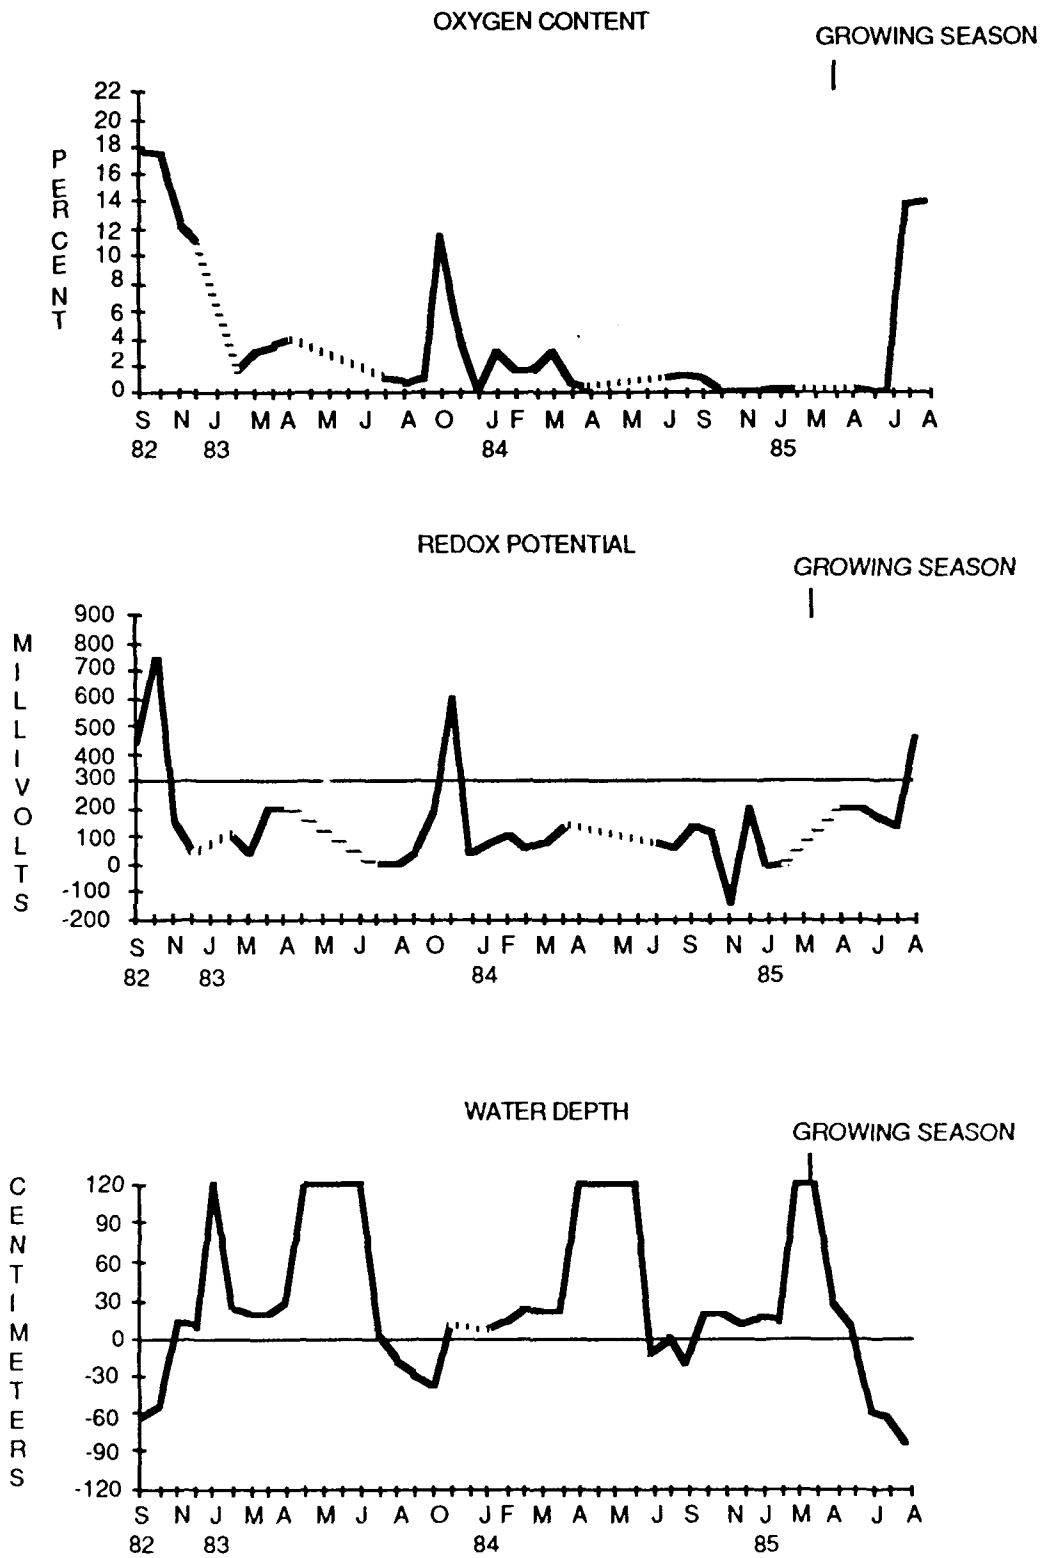 OXYGEN CONTENT
GROWING SEASON
PERCENT
22
20
18
16
14
12
10
8
6
4
2
0
S N J M A M J A O J F M A M J S N J M A J A
82 83 84 85
REDOX POTENTIAL
GROWING SEASON
MILLIVOLTS
900
800
700
600
500
400
300
200
100
0
-100
-200
S N J M A M J A O J F M A M J S N J M A J A
82 83 84 85
WATER DEPTH
GROWING SEASON
CENTIMETERS
120
90
60
30
0
-30
-60
-90
-120
S N J M A M J A O J F M A M J S N J M A J A
82 83 84 85